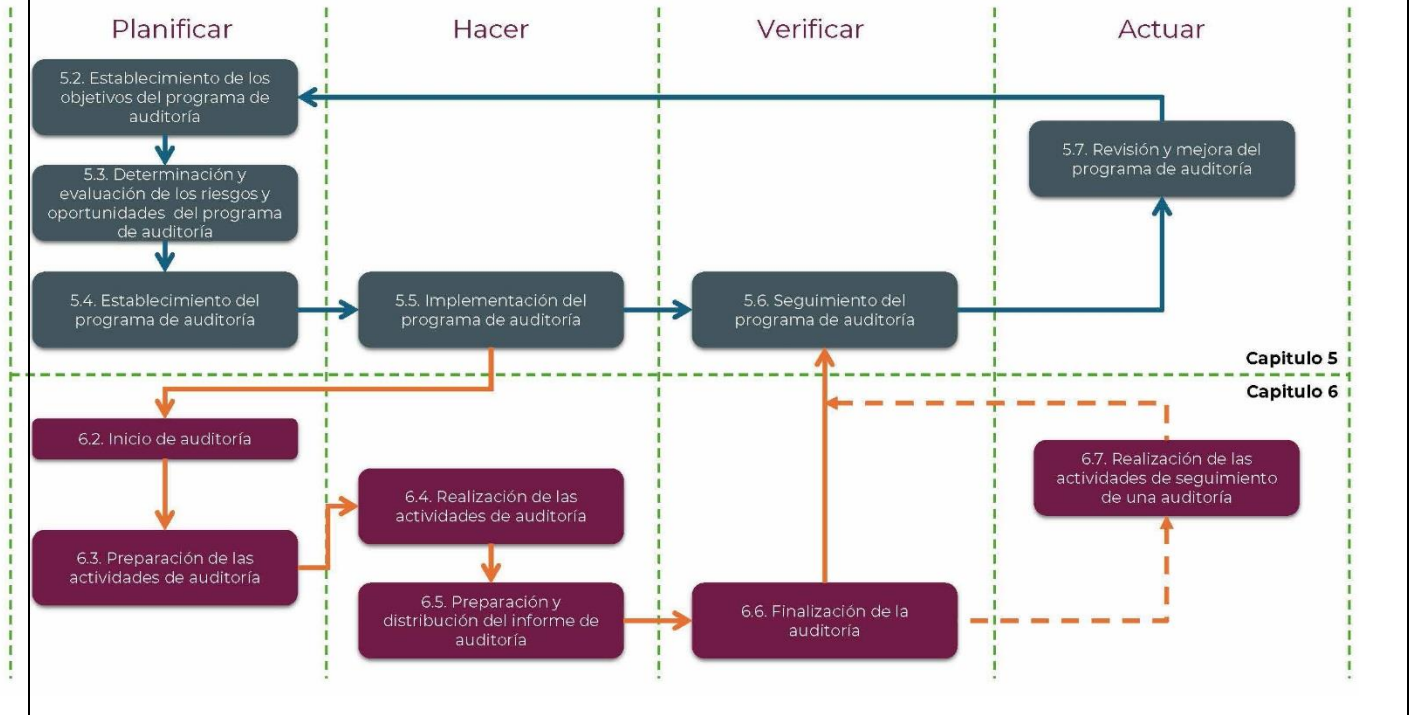 Planificar
Hacer
Verificar
Actuar
5.2. Establecimiento de los
objetivos del programa de
auditoría
5.3. Determinación y
evaluación de los riesgos y
oportunidades del programa
de auditoría
5.7. Revisión y mejora del
programa de auditoría
5.4. Establecimiento del
programa de auditoría
5.5. Implementación del
programa de auditoría
5.6. Seguimiento del
programa de auditoría
Capitulo 5
Capitulo 6
6.2. Inicio de auditoría
6.3. Preparación de las
actividades de auditoría
6.4. Realización de las
actividades de auditoría
6.5. Preparación y
distribución del informe de
auditoría
6.6. Finalización de la
auditoría
6.7. Realización de las
actividades de seguimiento
de una auditoría